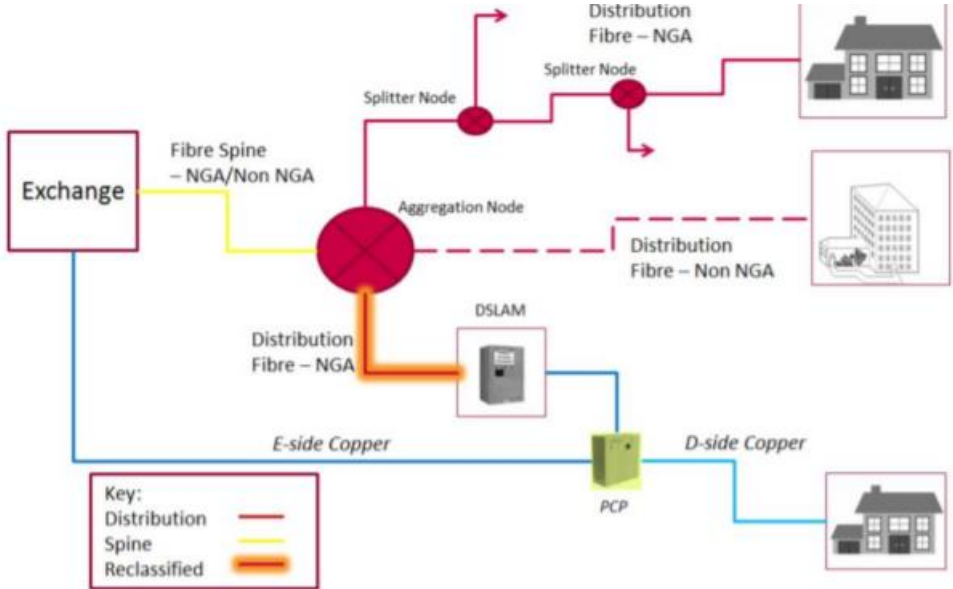 Distribution
Fibre – NGA
Splitter Node
Splitter Node
Fibre Spine
– NGA/Non NGA
Exchange
Aggregation Node
Distribution
Fibre – Non NGA
DSLAM
Distribution
Fibre – NGA
E-side Copper
D-side Copper
PCP
Key:
Distribution
Spine
Reclassified